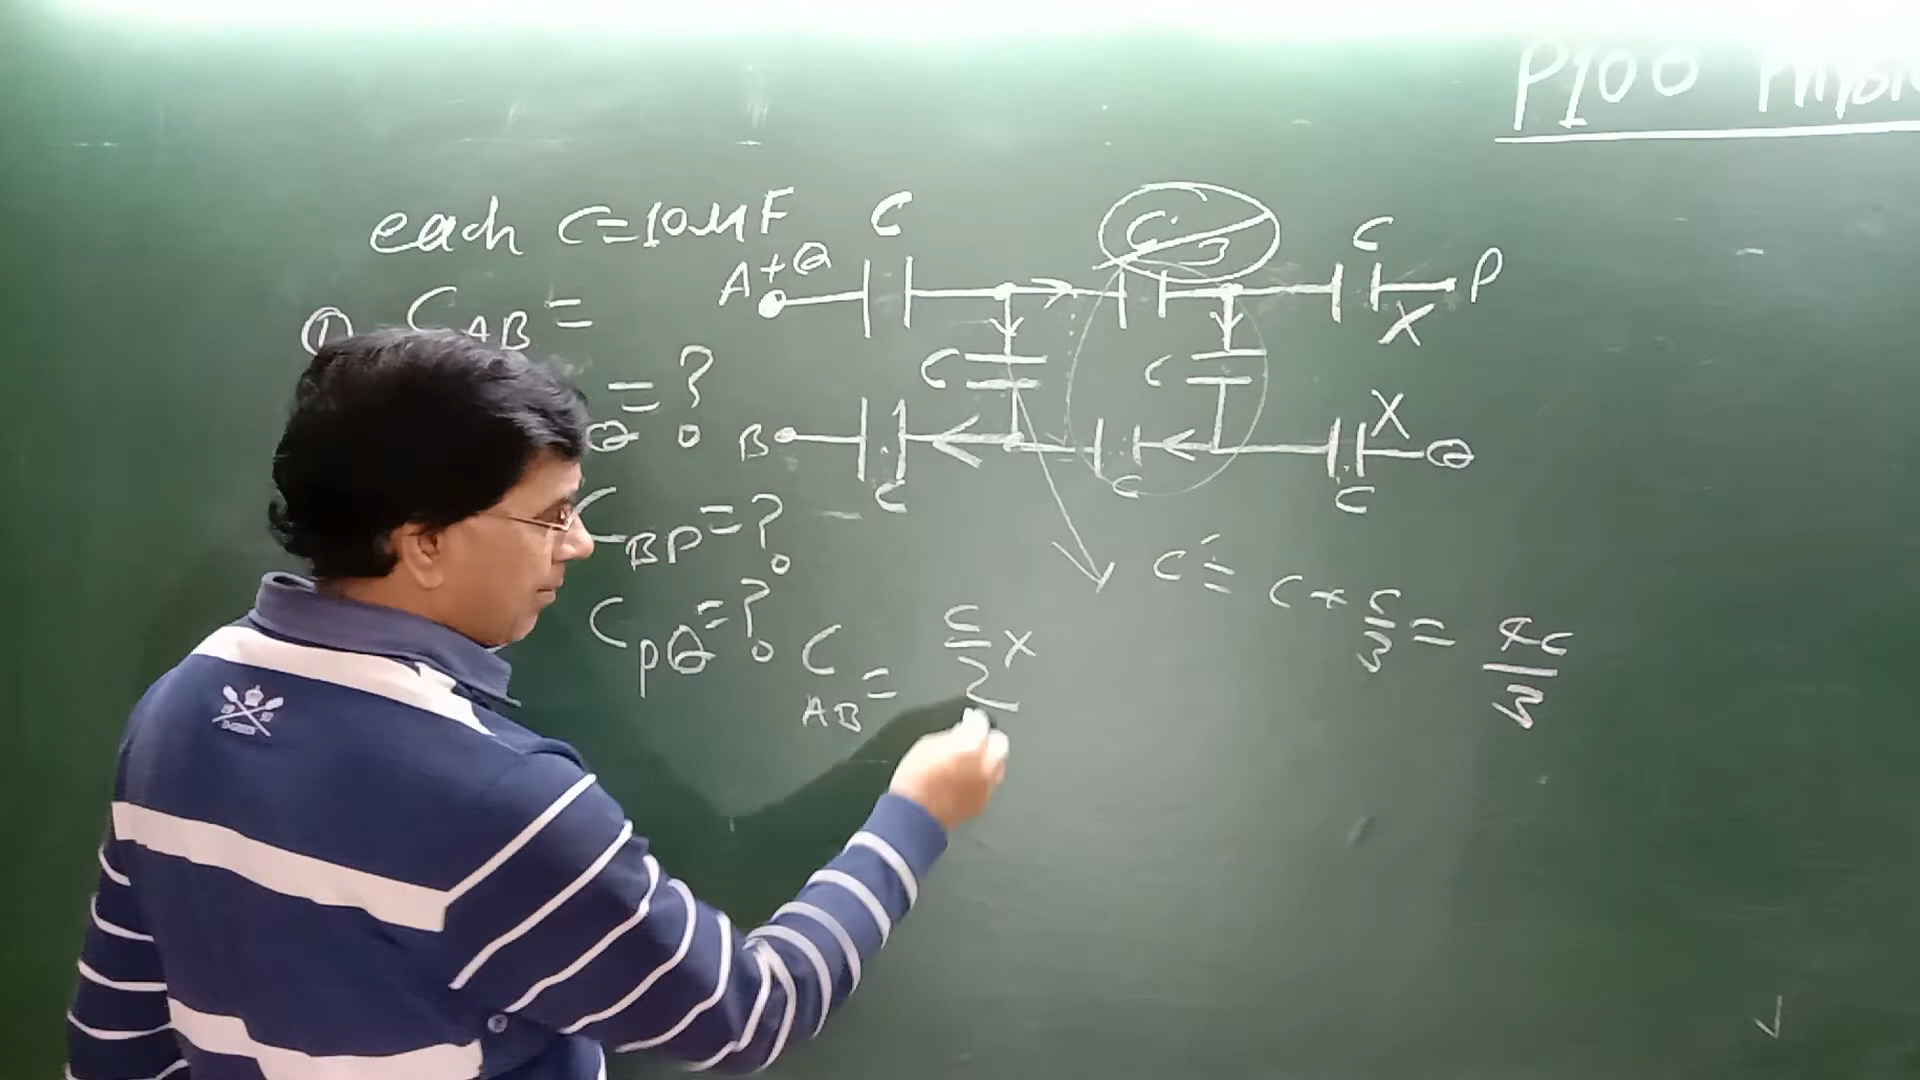 P100 Physi
each C=10μF
① C_AB =
= ?
C_BP = ?
C_PQ = ?
A +Q
C
C/3
C
P
X
C
C
X
B
C
C
C
Q
C' = C + C/3 = 4C/3
C_AB = C/2 X